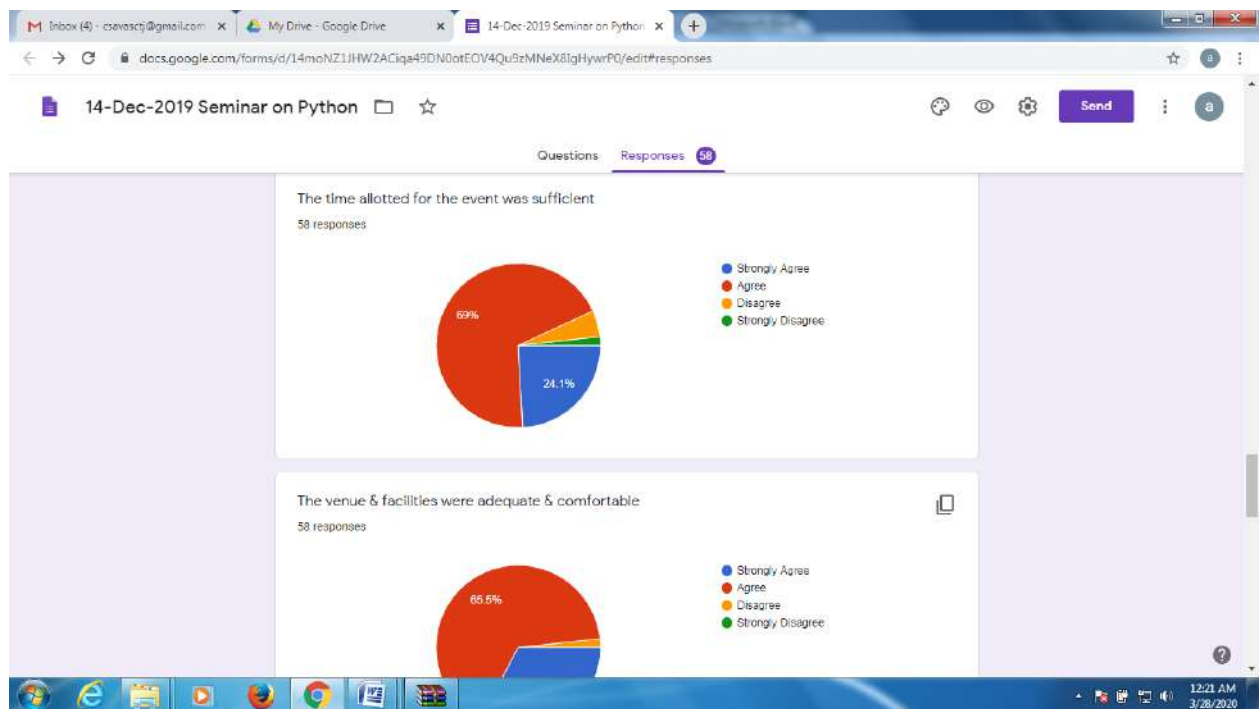 Inbox (4) - csavasctj@gmail.com
My Drive - Google Drive
14-Dec-2019 Seminar on Python
docs.google.com/forms/d/14moNZ1JHW2ACiqa49DN0otEOV4Qu9zMNeX8IgHywrP0/edit#responses
a
14-Dec-2019 Seminar on Python
Send
a
Questions Responses 58
The time allotted for the event was sufficient
58 responses
Strongly Agree
Agree
Disagree
Strongly Disagree
69%
24.1%
The venue & facilities were adequate & comfortable
58 responses
Strongly Agree
Agree
Disagree
Strongly Disagree
65.5%
12:21 AM
3/28/2020